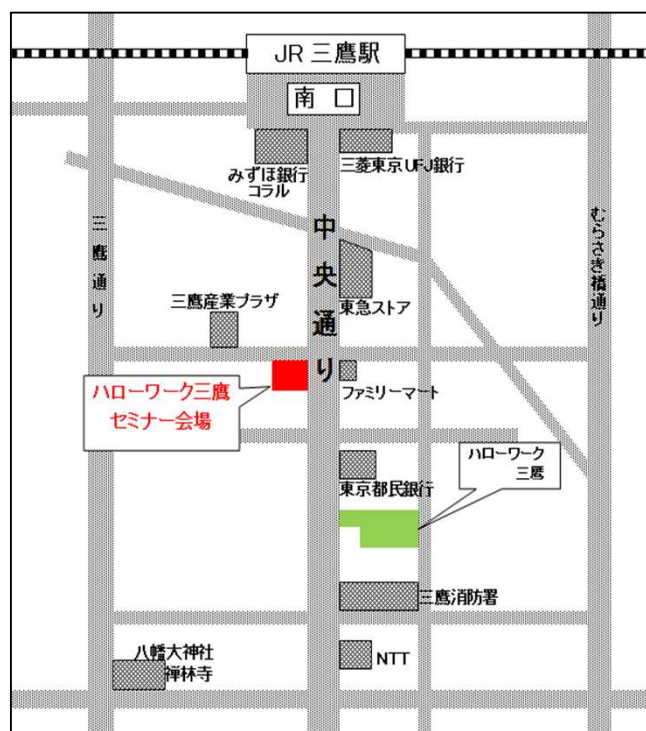 JR 三鷹駅
南 口
みずほ銀行
コラル
三菱東京UFJ銀行
三鷹通り
中央通り
むらさき橋通り
東急ストア
三鷹産業プラザ
ハローワーク三鷹
セミナー会場
ファミリーマート
ハローワーク
三鷹
東京都民銀行
三鷹消防署
八幡大神社
禅林寺
NTT